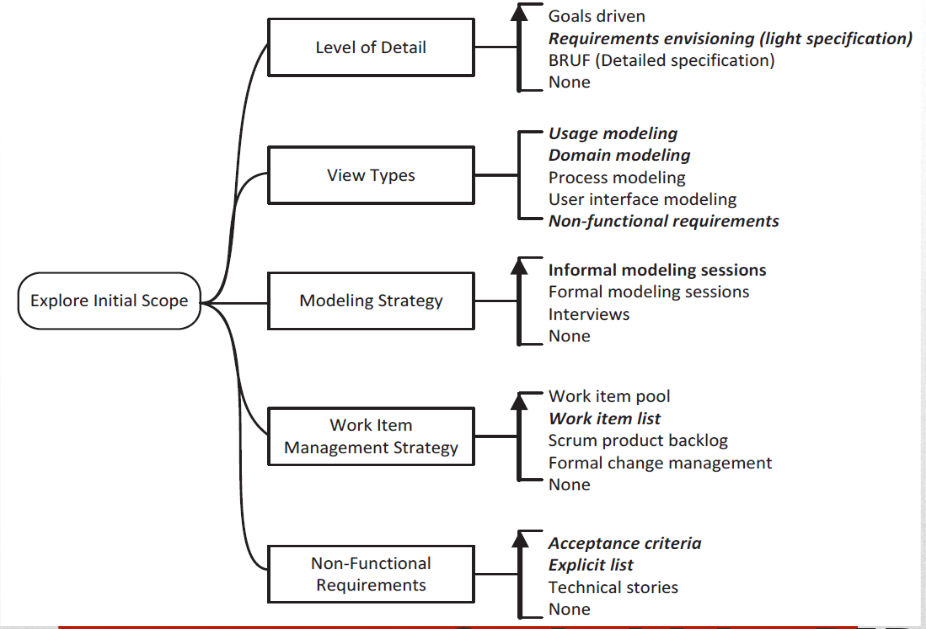 Level of Detail
Goals driven
Requirements envisioning (light specification)
BRUF (Detailed specification)
None
View Types
Usage modeling
Domain modeling
Process modeling
User interface modeling
Non-functional requirements
Explore Initial Scope
Modeling Strategy
Informal modeling sessions
Formal modeling sessions
Interviews
None
Work Item
Management Strategy
Work item pool
Work item list
Scrum product backlog
Formal change management
None
Non-Functional
Requirements
Acceptance criteria
Explicit list
Technical stories
None